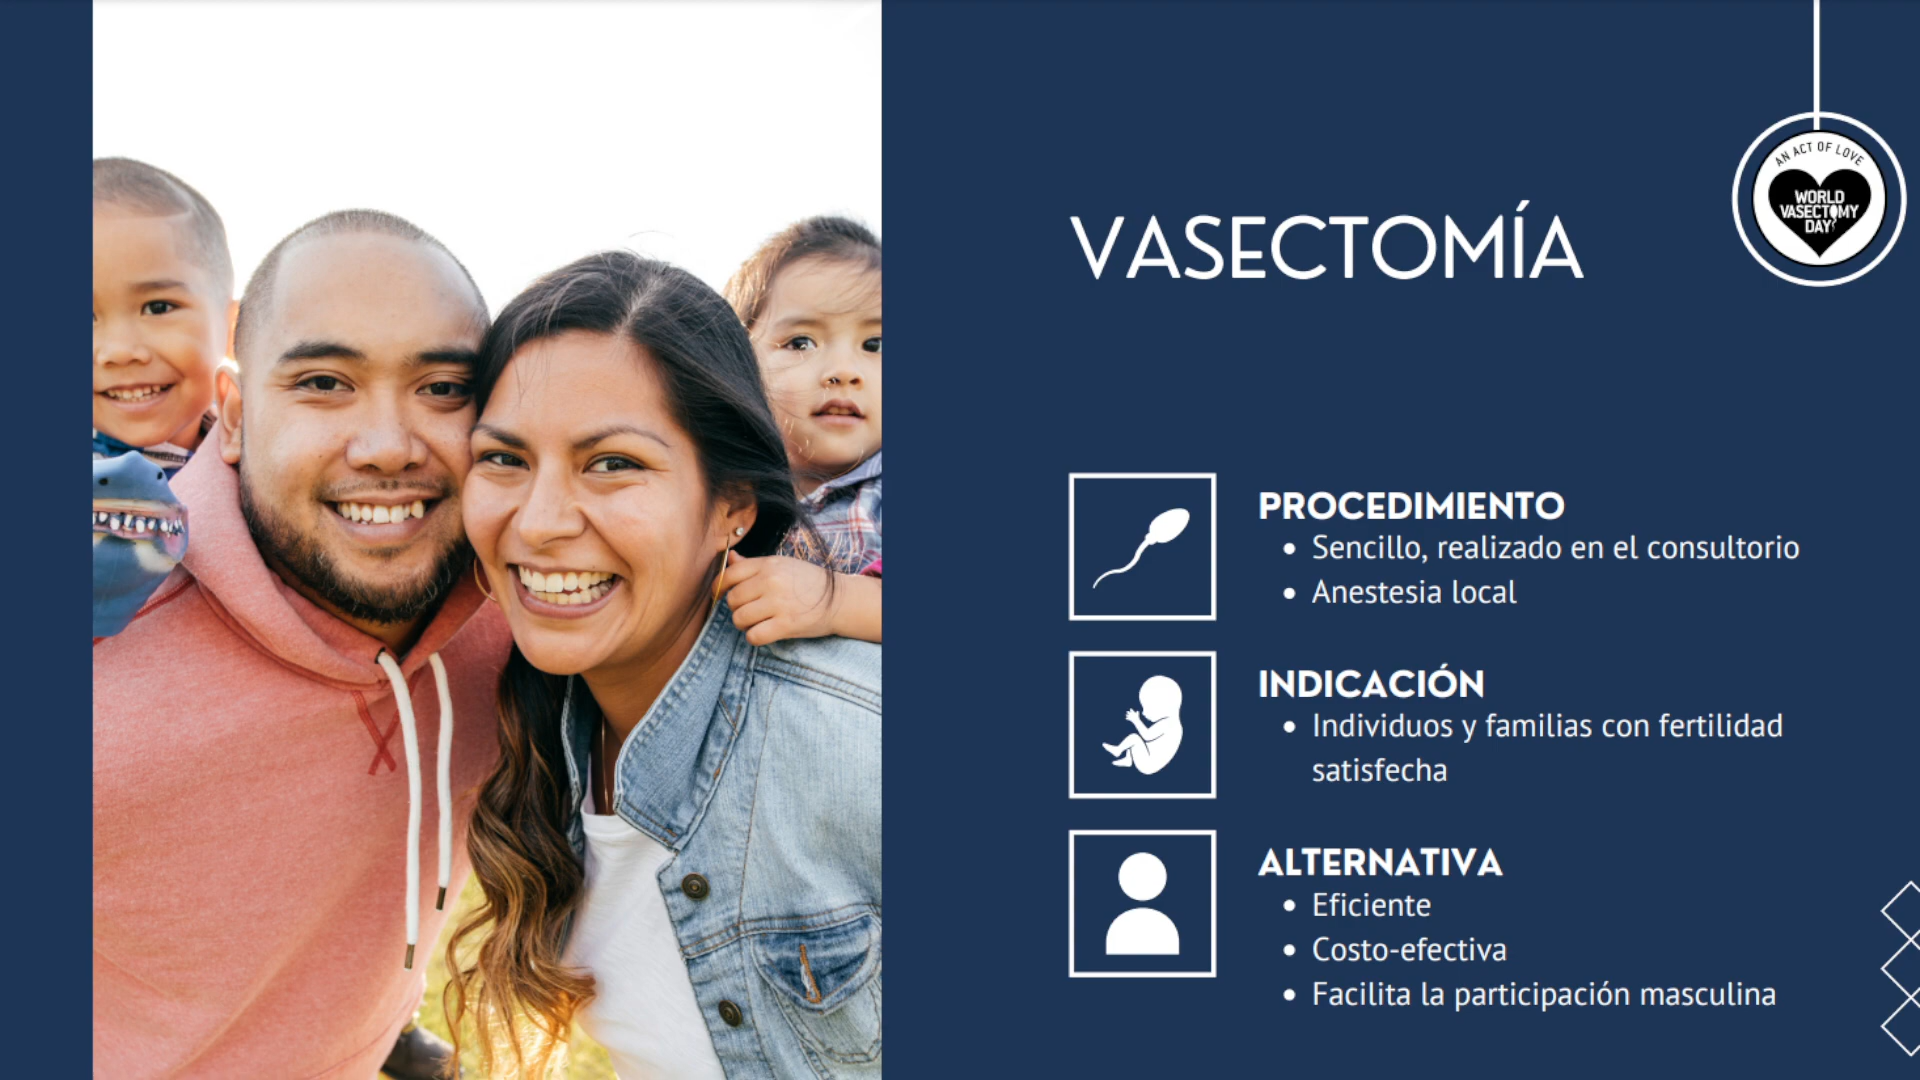 AN ACT OF LOVE
WORLD
VASECTOMY
DAY
VASECTOMÍA
PROCEDIMIENTO
• Sencillo, realizado en el consultorio
• Anestesia local
INDICACIÓN
• Individuos y familias con fertilidad
satisfecha
ALTERNATIVA
• Eficiente
• Costo-efectiva
• Facilita la participación masculina